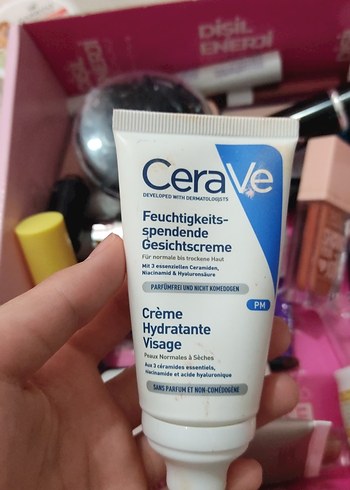 DİŞİL
ENERJİ
CeraVe
DEVELOPED WITH DERMATOLOGISTS
Feuchtigkeits-
spendende
Gesichtscreme
Für normale bis trockene Haut
Mit 3 essenziellen Ceramiden,
Niacinamid & Hyaluronsäure
PARFÜMFREI UND NICHT KOMEDOGEN
PM
Crème
Hydratante
Visage
Peaux Normales à Sèches
Aux 3 céramides essentiels,
niacinamide et acide hyaluronique
SANS PARFUM ET NON-COMÉDOGÈNE